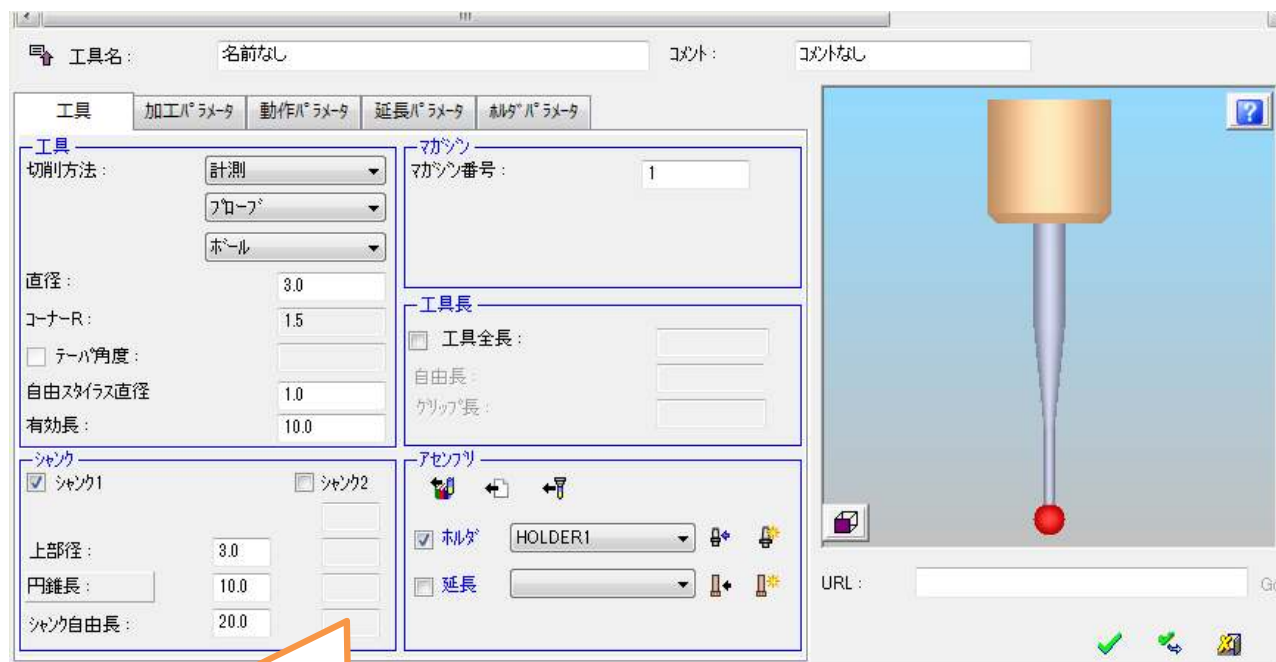 工具名： 名前なし コメント： コメントなし
工具 加工パラメータ 動作パラメータ 延長パラメータ ホルダパラメータ
工具
切削方法： 計測
プローブ
ボール
直径： 3.0
コーナーR： 1.5
テーパ角度：
自由スタイラス直径 1.0
有効長： 10.0
マガジン
マガジン番号： 1
工具長
工具全長：
自由長：
グリップ長：
シャンク
シャンク1 シャンク2
上部径： 3.0
円錐長： 10.0
シャンク自由長： 20.0
アセンブリ
ホルダ HOLDER1
延長
?
URL： Go